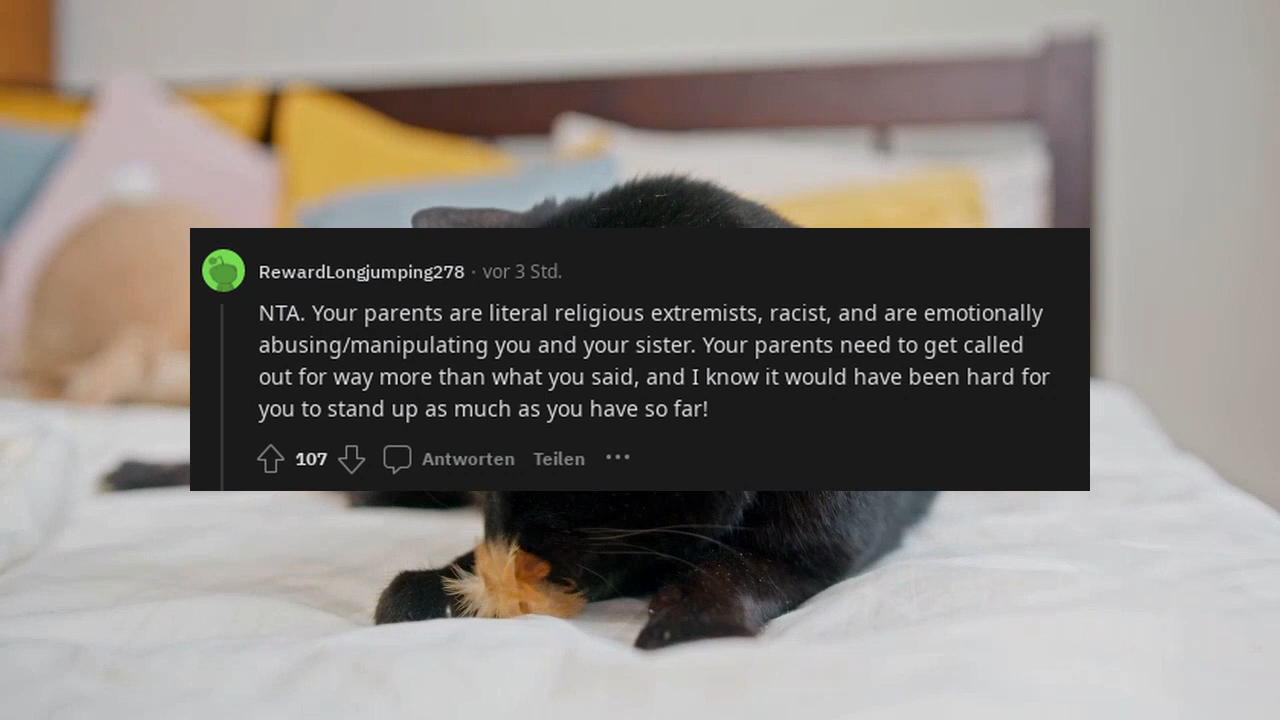 RewardLongjumping278 · vor 3 Std.
NTA. Your parents are literal religious extremists, racist, and are emotionally
abusing/manipulating you and your sister. Your parents need to get called
out for way more than what you said, and I know it would have been hard for
you to stand up as much as you have so far!
107 Antworten Teilen ···